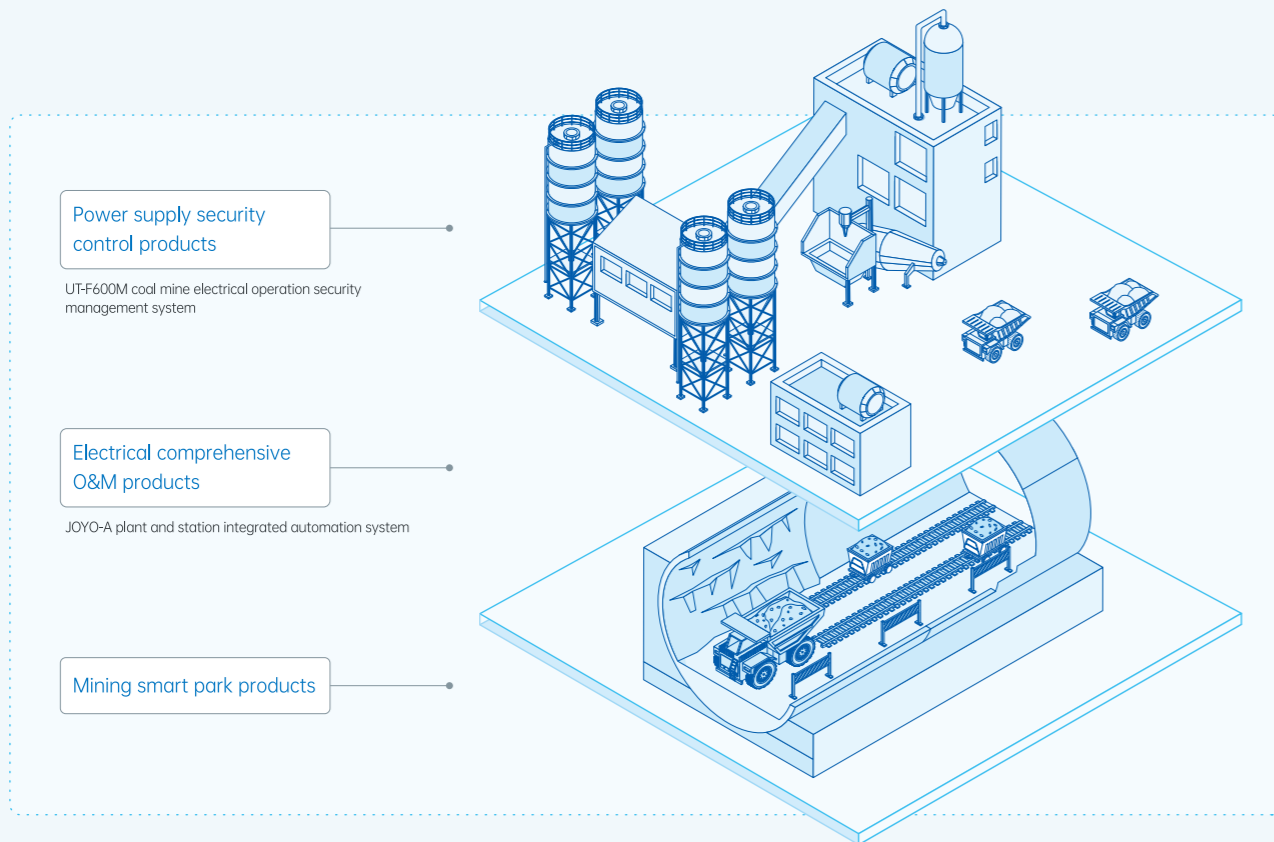 Power supply security
control products
UT-F600M coal mine electrical operation security
management system
Electrical comprehensive
O&M products
JOYO-A plant and station integrated automation system
Mining smart park products